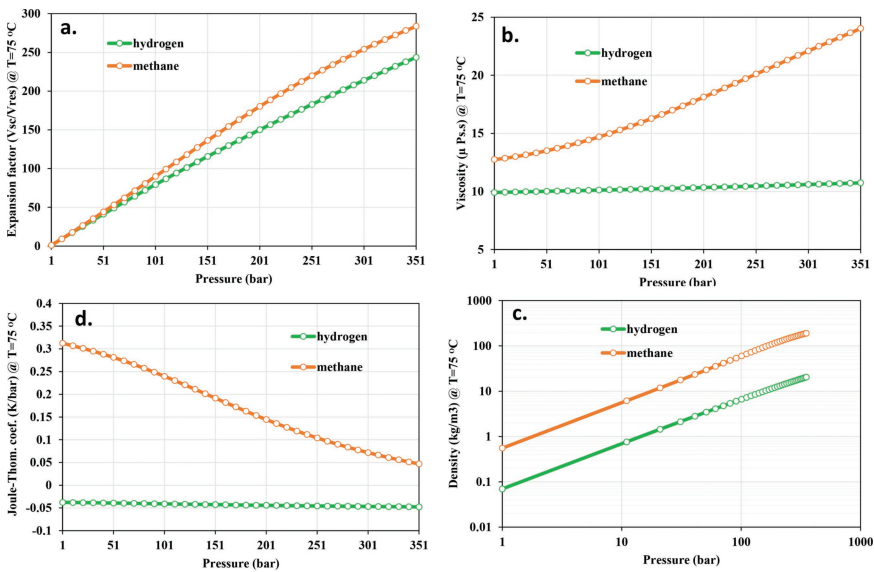 a.
hydrogen
methane
Expansion factor (Vsc/Vres) @ T=75 °C
300
250
200
150
100
50
0
1 51 101 151 201 251 301 351
Pressure (bar)
b.
hydrogen
methane
Viscosity (µ Ps.s) @ T=75 °C
25
20
15
10
5
1 51 101 151 201 251 301 351
Pressure (bar)
d.
hydrogen
methane
Joule-Thom. coef. (K/bar) @ T=75 °C
0.4
0.35
0.3
0.25
0.2
0.15
0.1
0.05
0
-0.05
-0.1
1 51 101 151 201 251 301 351
Pressure (bar)
c.
hydrogen
methane
Density (kg/m3) @ T=75 °C
1000
100
10
1
0.1
0.01
1 10 100 1000
Pressure (bar)